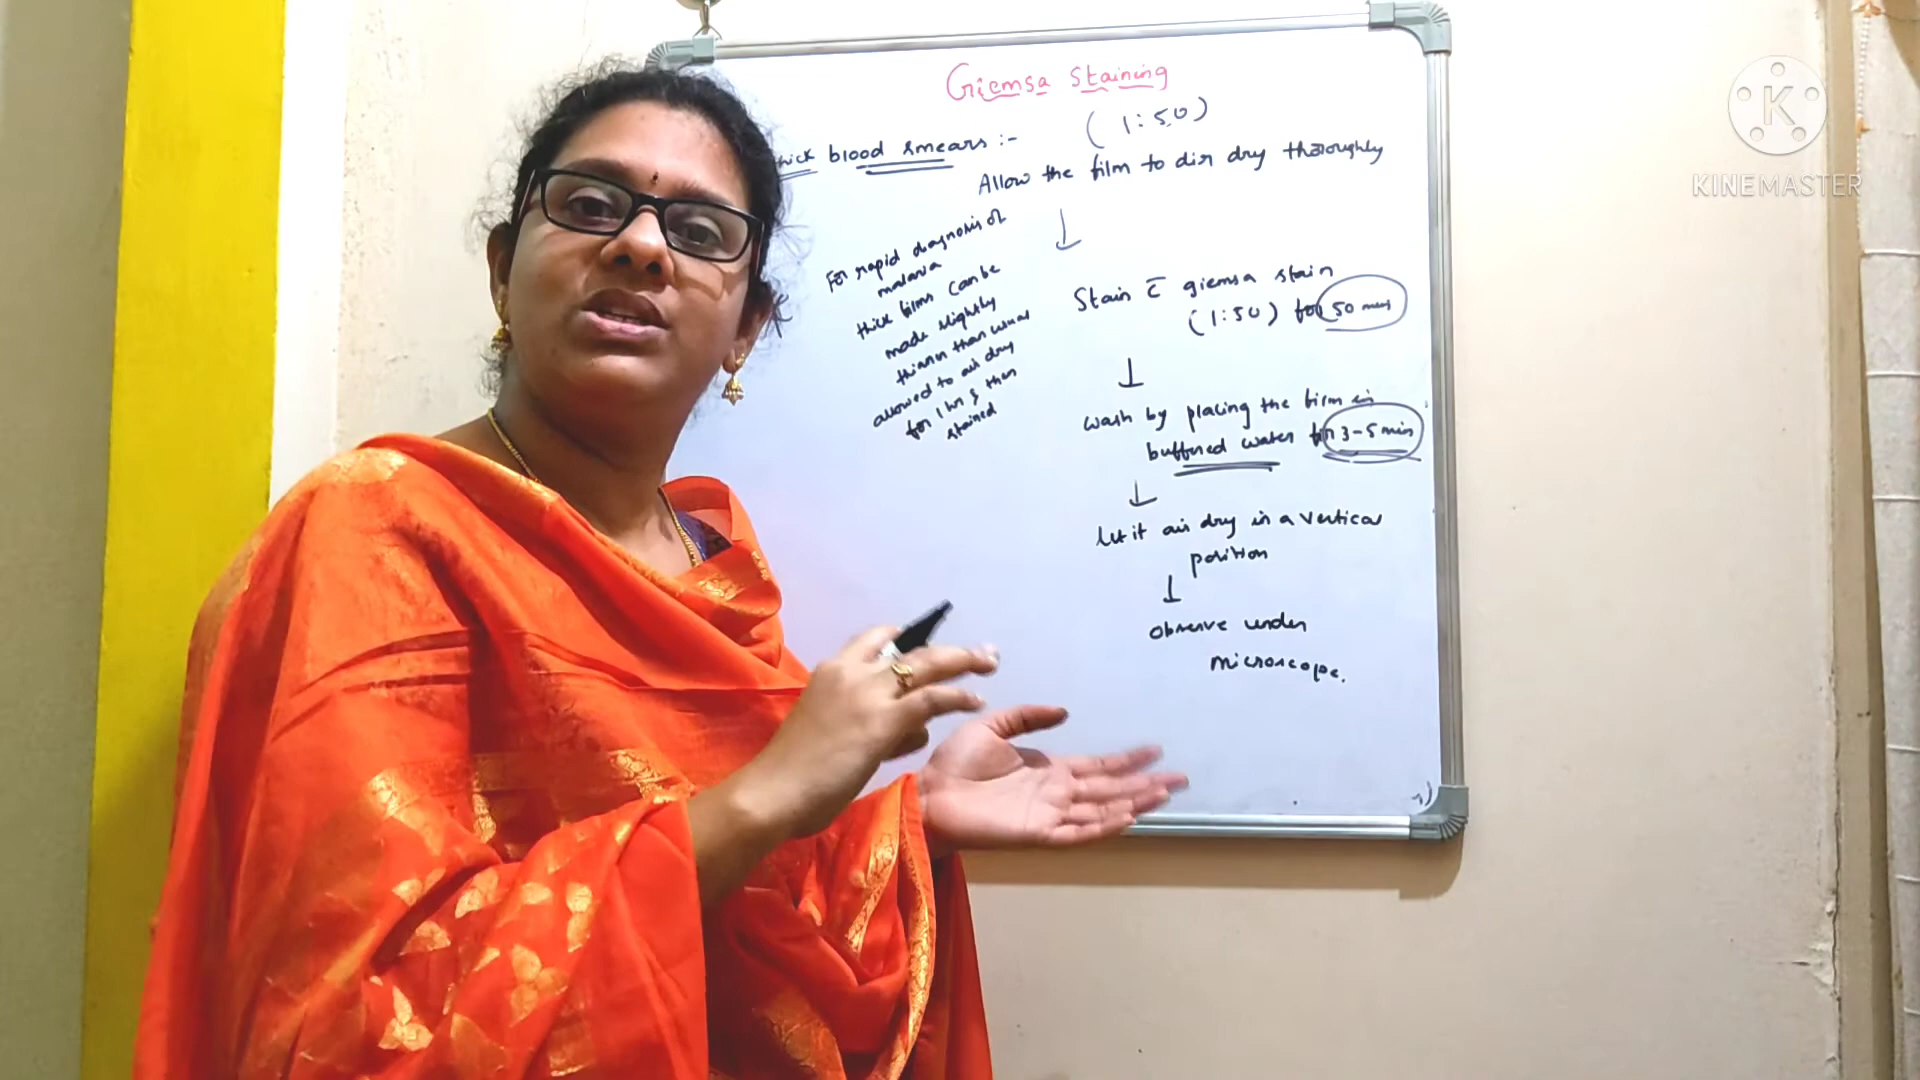 Giemsa staining
(1:50)
hick blood smears :-
Allow the film to air dry thoroughly
For rapid diagnosis of
malaria
thick films can be
made slightly
thinner than usual
allowed to air dry
for 1 hr & then
stained
Stain c̄ giemsa stain
(1:50) for 50 mins
wash by placing the film in
buffered water for 3-5 min
let it air dry in a vertical
position
observe under
microscope.
K
KINEMASTER